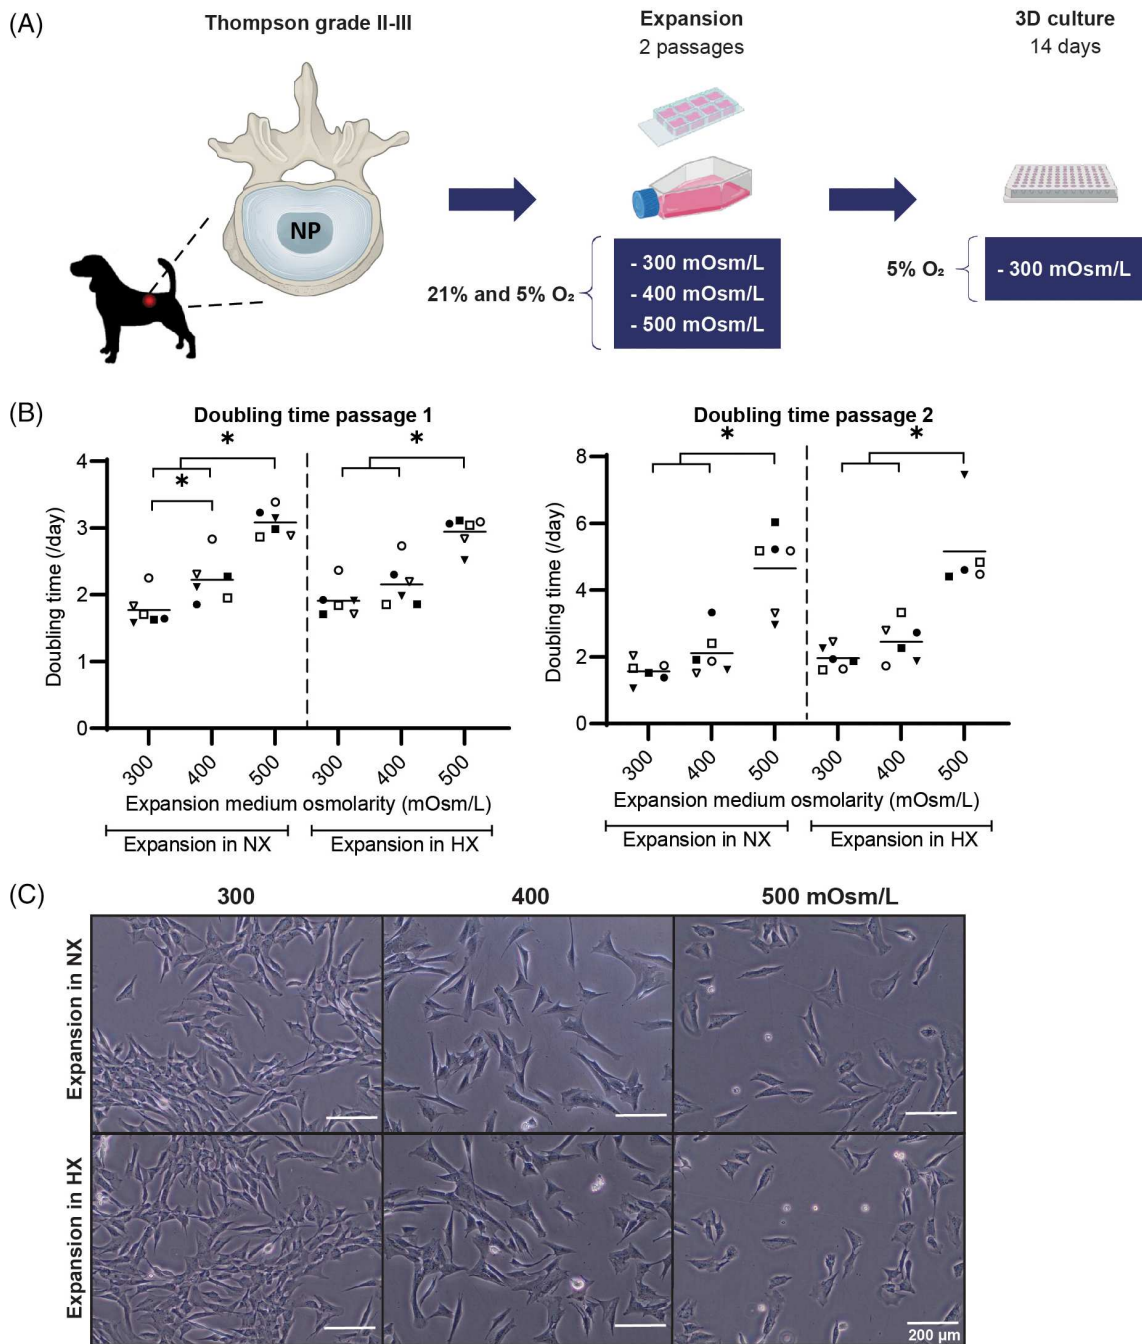 (A)
Thompson grade II-III
Expansion
2 passages
3D culture
14 days
NP
21% and 5% O₂
- 300 mOsm/L
- 400 mOsm/L
- 500 mOsm/L
5% O₂
- 300 mOsm/L
(B)
Doubling time passage 1
*
*
*
Doubling time (/day)
4
3
2
1
0
300
400
500
300
400
500
Expansion medium osmolarity (mOsm/L)
Expansion in NX
Expansion in HX
Doubling time passage 2
*
*
Doubling time (/day)
8
6
4
2
0
300
400
500
300
400
500
Expansion medium osmolarity (mOsm/L)
Expansion in NX
Expansion in HX
(C)
300
400
500 mOsm/L
Expansion in NX
Expansion in HX
200 µm